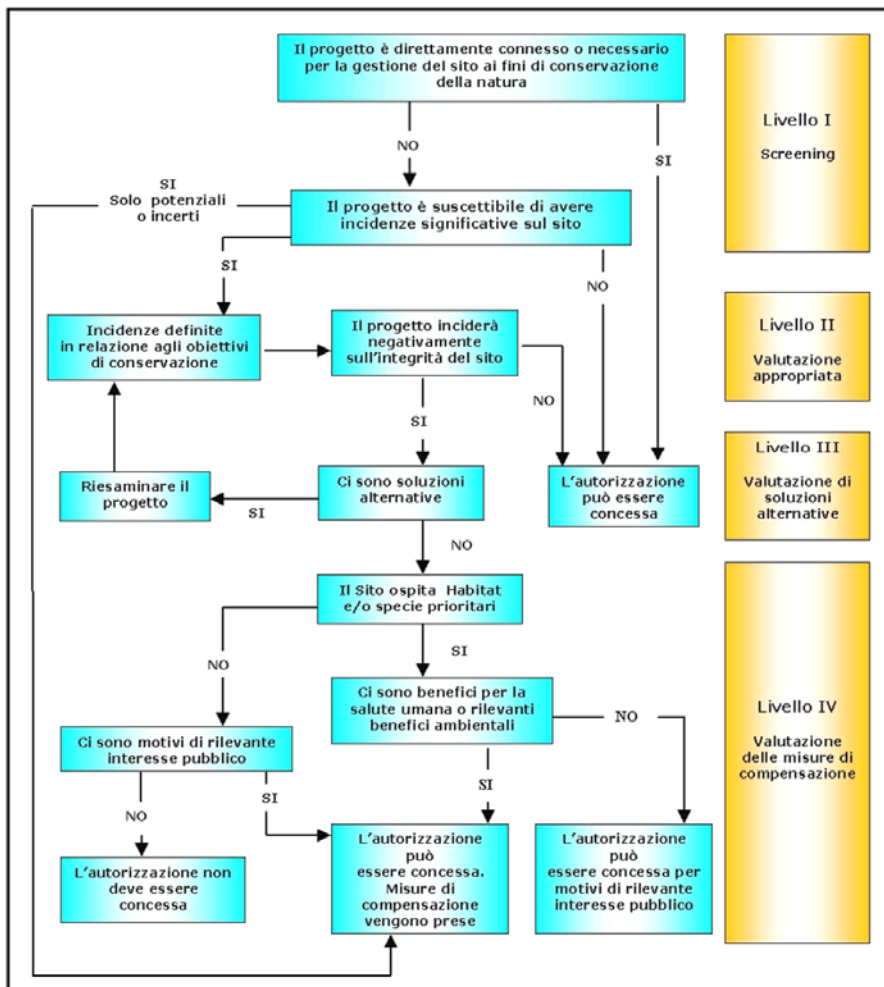 Il progetto è direttamente connesso o necessario
per la gestione del sito ai fini di conservazione
della natura
Livello I
Screening
NO
SI
SI
Solo potenziali
o incerti
Il progetto è suscettibile di avere
incidenze significative sul sito
SI
NO
Incidenze definite
in relazione agli obiettivi
di conservazione
Il progetto inciderà
negativamente
sull'integrità del sito
Livello II
Valutazione
appropriata
NO
SI
Riesaminare il
progetto
SI
Ci sono soluzioni
alternative
L'autorizzazione
può essere
concessa
Livello III
Valutazione di
soluzioni
alternative
NO
Il Sito ospita Habitat
e/o specie prioritari
NO
SI
Ci sono benefici per la
salute umana o rilevanti
benefici ambientali
NO
Livello IV
Valutazione
delle misure di
compensazione
Ci sono motivi di rilevante
interesse pubblico
SI
NO
SI
L'autorizzazione non
deve essere
concessa
L'autorizzazione
può
essere concessa.
Misure di
compensazione
vengono prese
L'autorizzazione
può
essere concessa per
motivi di rilevante
interesse pubblico